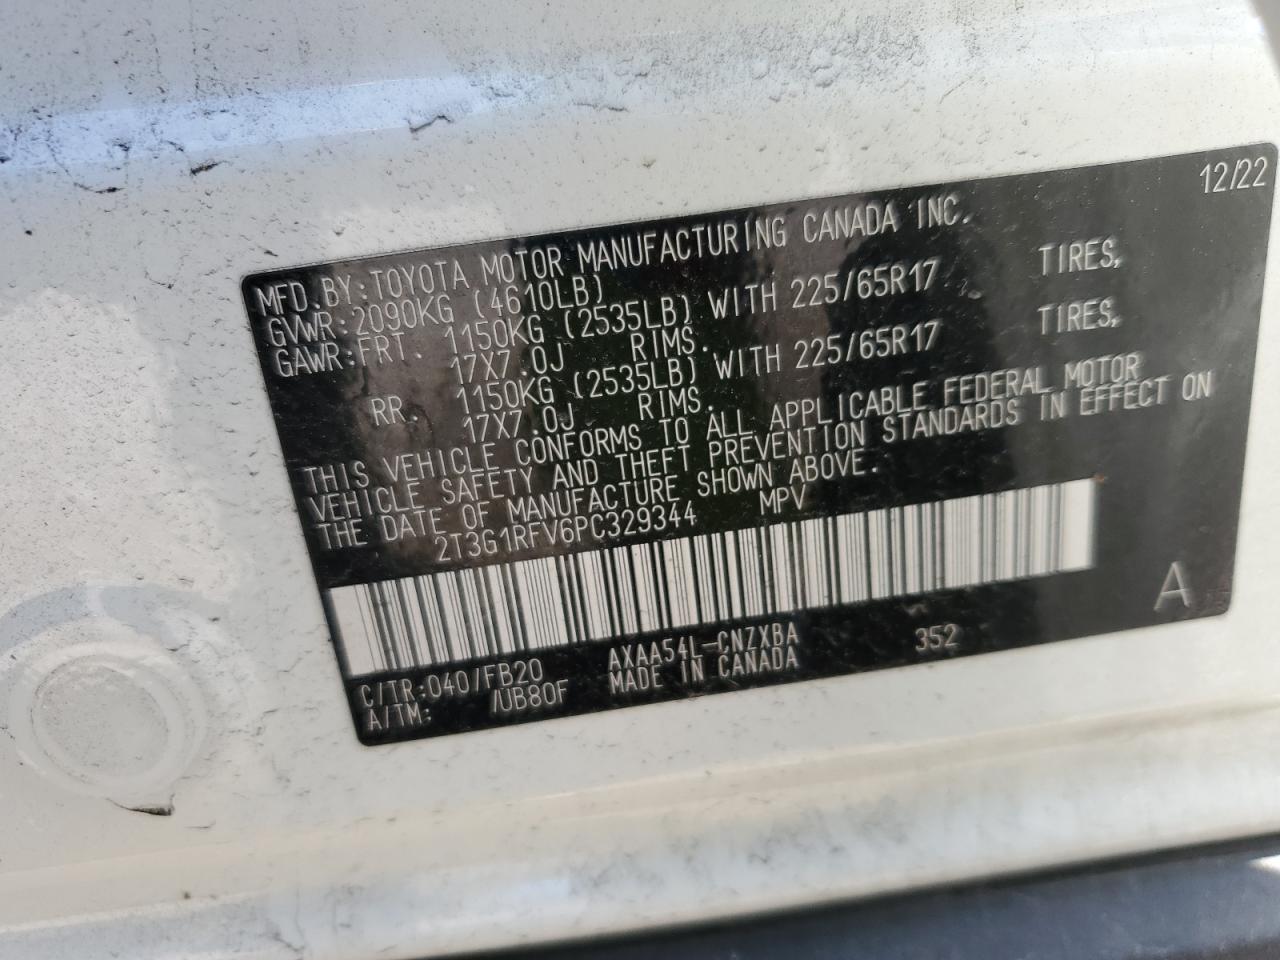 12/22
MFD.BY:TOYOTA MOTOR MANUFACTURING CANADA INC.
GVWR:2090KG (4610LB)
GAWR:FRT. 1150KG (2535LB) WITH 225/65R17 TIRES,
17X7.0J RIMS.
RR. 1150KG (2535LB) WITH 225/65R17 TIRES,
17X7.0J RIMS.
THIS VEHICLE CONFORMS TO ALL APPLICABLE FEDERAL MOTOR
VEHICLE SAFETY AND THEFT PREVENTION STANDARDS IN EFFECT ON
THE DATE OF MANUFACTURE SHOWN ABOVE.
2T3G1RFV6PC329344 MPV
A
C/TR:040/FB20 AXAA54L-CNZXBA 352
A/TM: /UB80F MADE IN CANADA